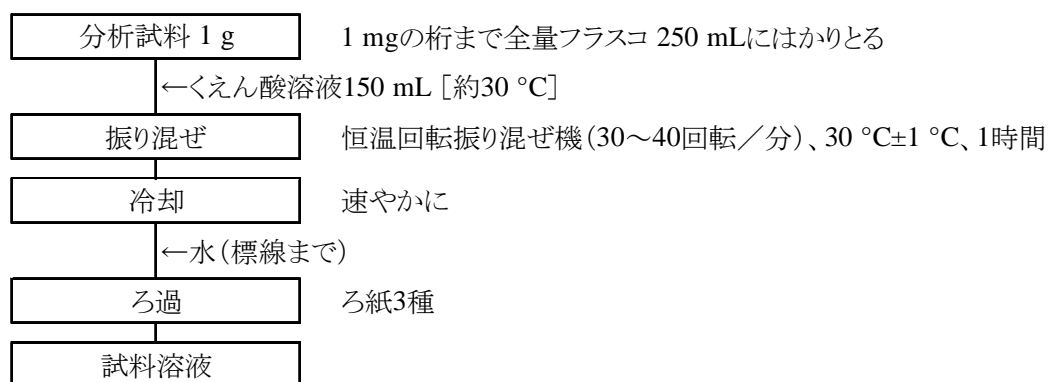 分析試料 1 g 1 mgの桁まで全量フラスコ 250 mLにはかりとる
←くえん酸溶液150 mL［約30 °C］
振り混ぜ 恒温回転振り混ぜ機（30～40回転／分）、30 °C±1 °C、1時間
冷却 速やかに
←水（標線まで）
ろ過 ろ紙3種
試料溶液